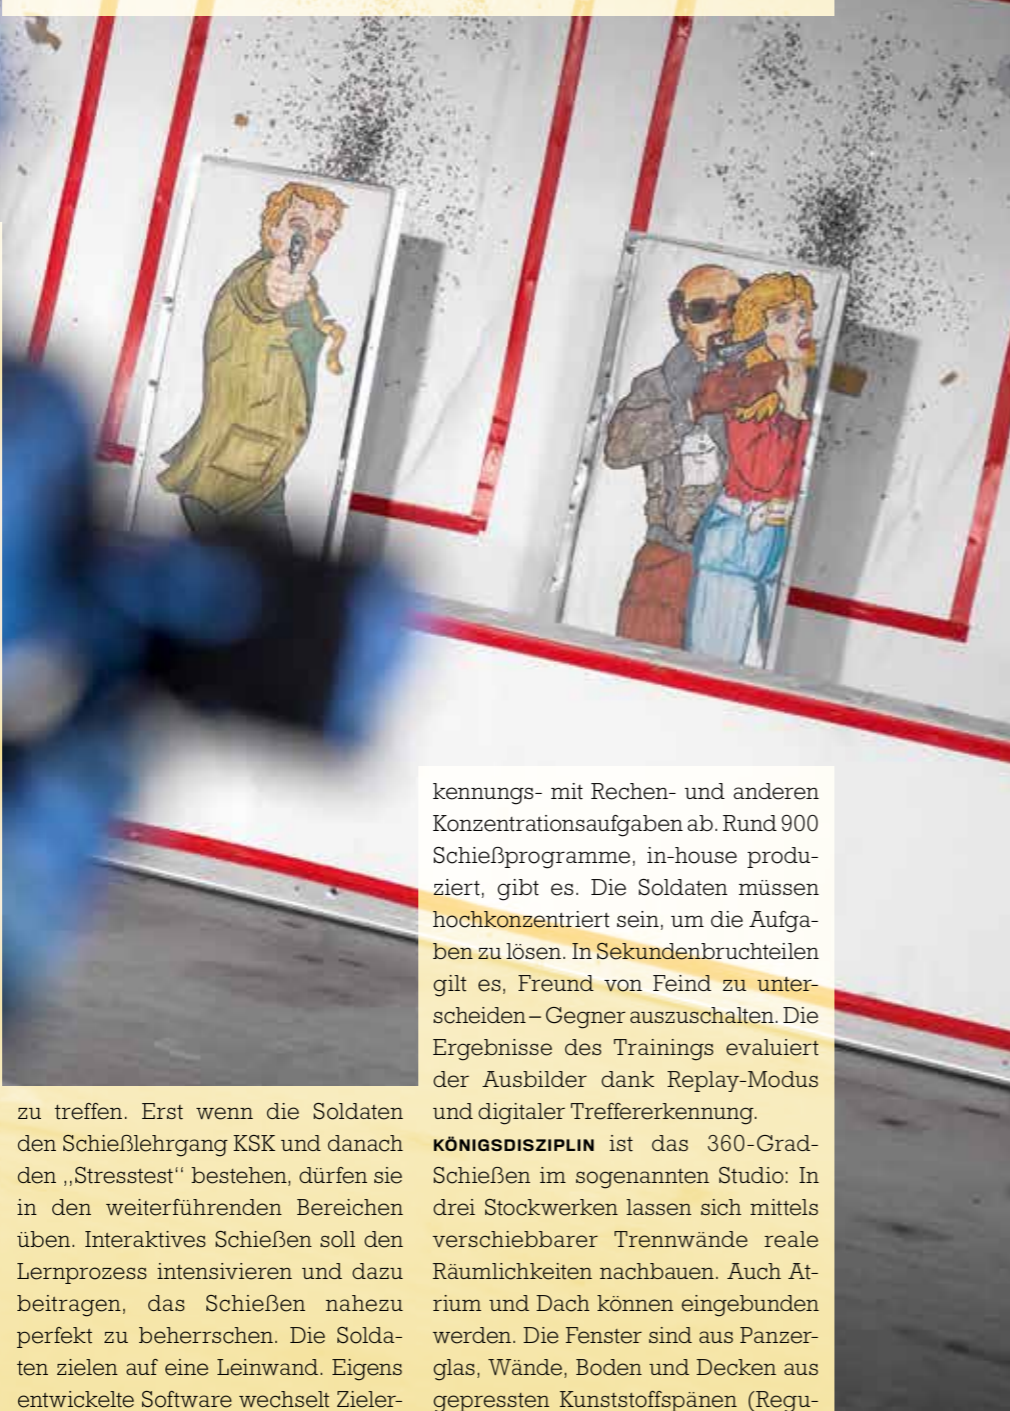 zu treffen. Erst wenn die Soldaten
den Schießlehrgang KSK und danach
den ,,Stresstest‘‘ bestehen, dürfen sie
in den weiterführenden Bereichen
üben. Interaktives Schießen soll den
Lernprozess intensivieren und dazu
beitragen, das Schießen nahezu
perfekt zu beherrschen. Die Solda-
ten zielen auf eine Leinwand. Eigens
entwickelte Software wechselt Zieler-
kennungs- mit Rechen- und anderen
Konzentrationsaufgaben ab. Rund 900
Schießprogramme, in-house produ-
ziert, gibt es. Die Soldaten müssen
hochkonzentriert sein, um die Aufga-
ben zu lösen. In Sekundenbruchteilen
gilt es, Freund von Feind zu unter-
scheiden – Gegner auszuschalten. Die
Ergebnisse des Trainings evaluiert
der Ausbilder dank Replay-Modus
und digitaler Treffererkennung.
KÖNIGSDISZIPLIN ist das 360-Grad-
Schießen im sogenannten Studio: In
drei Stockwerken lassen sich mittels
verschiebbarer Trennwände reale
Räumlichkeiten nachbauen. Auch At-
rium und Dach können eingebunden
werden. Die Fenster sind aus Panzer-
glas, Wände, Boden und Decken aus
gepressten Kunststoffspänen (Regu-